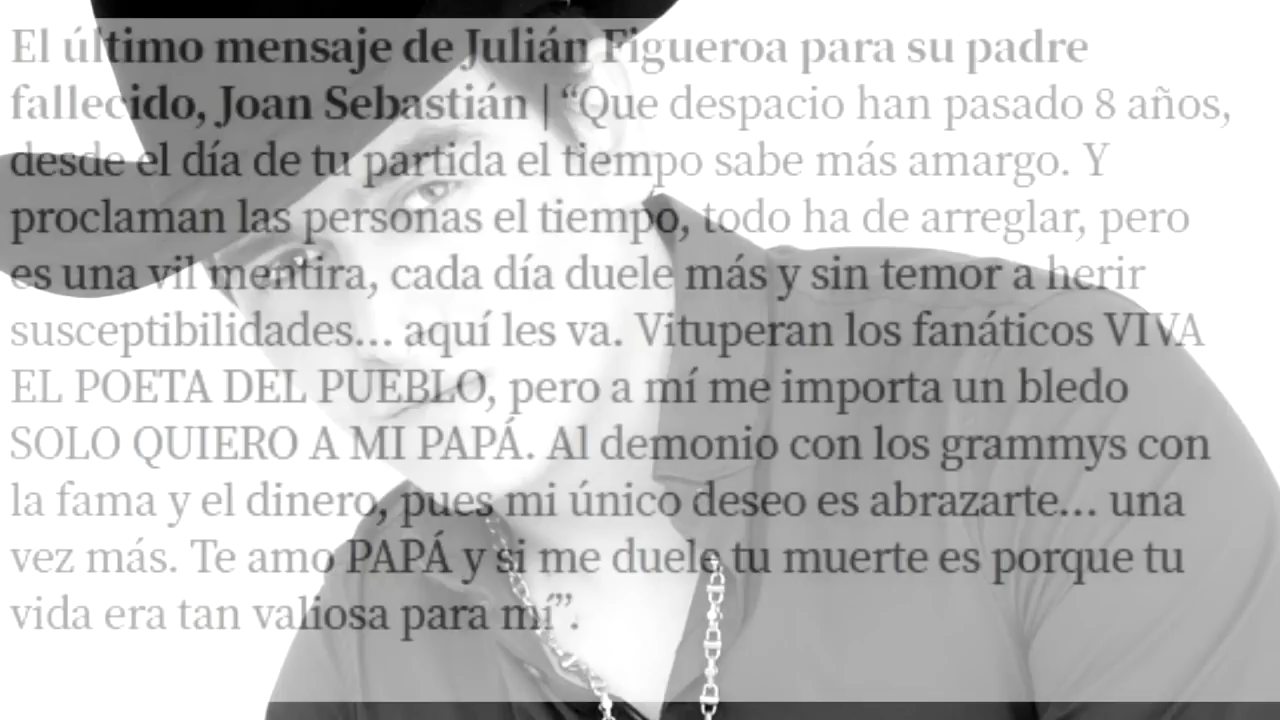 El último mensaje de Julián Figueroa para su padre
fallecido, Joan Sebastián | “Que despacio han pasado 8 años,
desde el día de tu partida el tiempo sabe más amargo. Y
proclaman las personas el tiempo, todo ha de arreglar, pero
es una vil mentira, cada día duele más y sin temor a herir
susceptibilidades... aquí les va. Vituperan los fanáticos VIVA
EL POETA DEL PUEBLO, pero a mí me importa un bledo
SOLO QUIERO A MI PAPÁ. Al demonio con los grammys con
la fama y el dinero, pues mi único deseo es abrazarte... una
vez más. Te amo PAPÁ y si me duele tu muerte es porque tu
vida era tan valiosa para mí”.